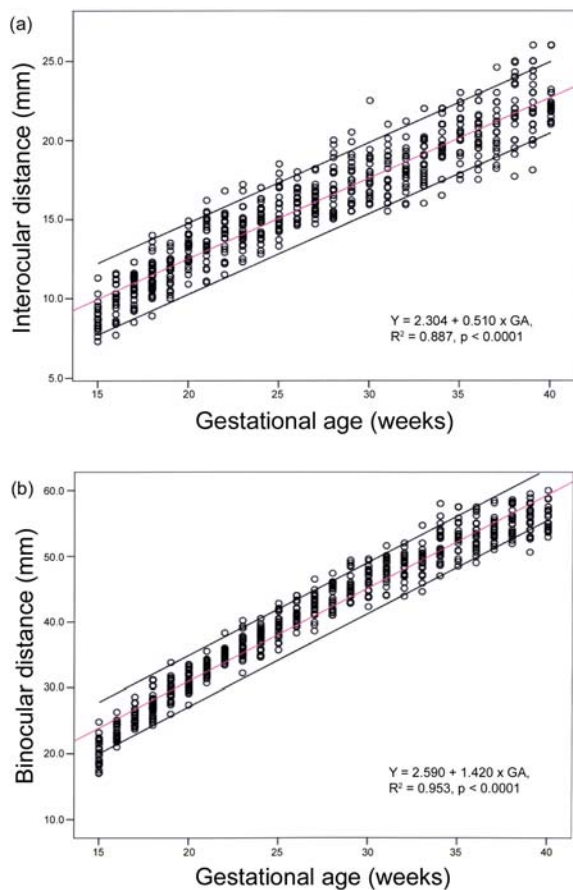 (a)
Interocular distance (mm)
25.0
20.0
15.0
10.0
5.0
Y = 2.304 + 0.510 x GA,
R² = 0.887, p < 0.0001
15 20 25 30 35 40
Gestational age (weeks)
(b)
Binocular distance (mm)
60.0
50.0
40.0
30.0
20.0
10.0
Y = 2.590 + 1.420 x GA,
R² = 0.953, p < 0.0001
15 20 25 30 35 40
Gestational age (weeks)